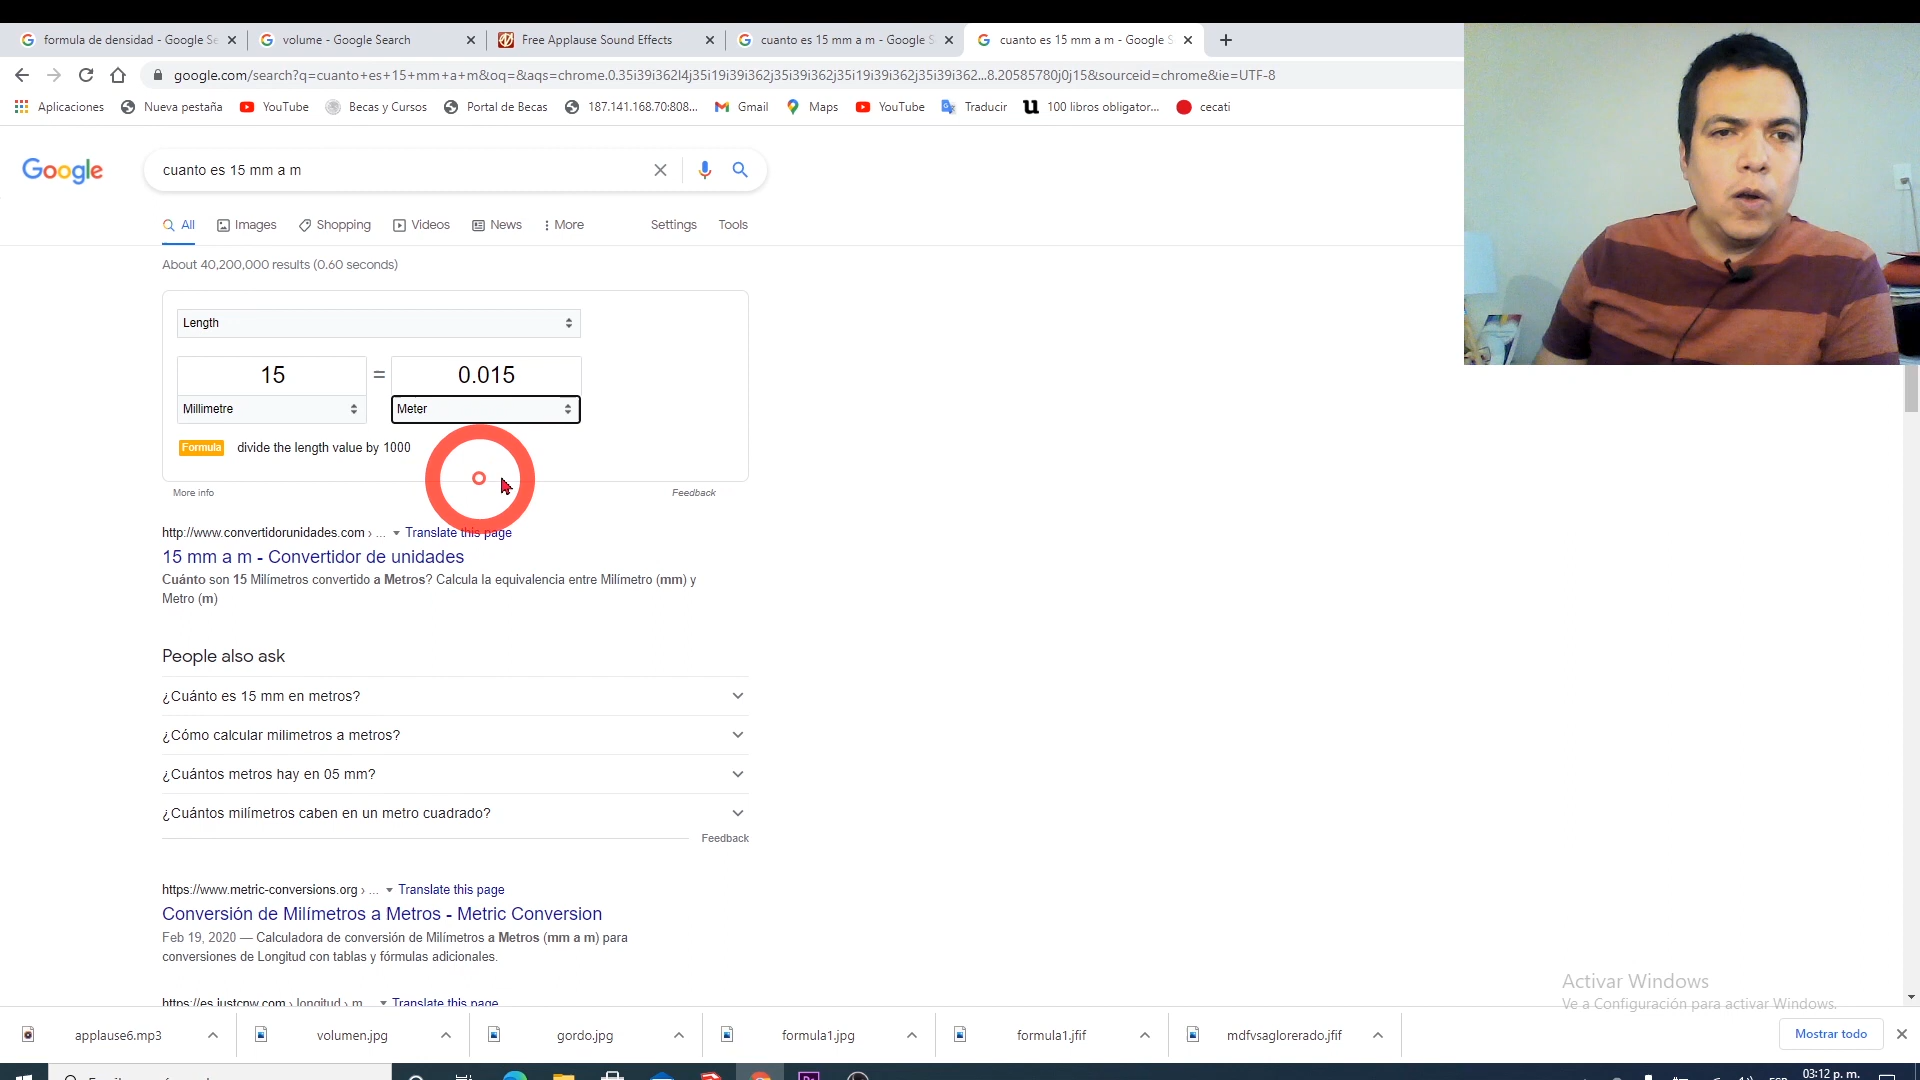 formula de densidad - Google Se
volume - Google Search
Free Applause Sound Effects
cuanto es 15 mm a m - Google S
cuanto es 15 mm a m - Google S
google.com/search?q=cuanto+es+15+mm+a+m&oq=&aqs=chrome.0.35i39i362l4j35i19i39i362j35i39i362j35i19i39i362j35i39i362...8.20585780j0j15&sourceid=chrome&ie=UTF-8
Aplicaciones Nueva pestaña YouTube Becas y Cursos Portal de Becas 187.141.168.70:808... Gmail Maps YouTube Traducir 100 libros obligator... cecati
Google
cuanto es 15 mm a m
All Images Shopping Videos News More Settings Tools
About 40,200,000 results (0.60 seconds)
Length
15 = 0.015
Millimetre Meter
Formula divide the length value by 1000
More info Feedback
http://www.convertidorunidades.com › ... Translate this page
15 mm a m - Convertidor de unidades
Cuánto son 15 Milímetros convertido a Metros? Calcula la equivalencia entre Milímetro (mm) y
Metro (m)
People also ask
¿Cuánto es 15 mm en metros?
¿Cómo calcular milimetros a metros?
¿Cuántos metros hay en 05 mm?
¿Cuántos milímetros caben en un metro cuadrado?
Feedback
https://www.metric-conversions.org › ... Translate this page
Conversión de Milímetros a Metros - Metric Conversion
Feb 19, 2020 — Calculadora de conversión de Milímetros a Metros (mm a m) para
conversiones de Longitud con tablas y fórmulas adicionales.
https://es.justcnw.com › longitud › m... Translate this page
Activar Windows
Ve a Configuración para activar Windows.
applause6.mp3 volumen.jpg gordo.jpg formula1.jpg formula1.jfif mdfvsaglorerado.jfif Mostrar todo
03:12 p. m.